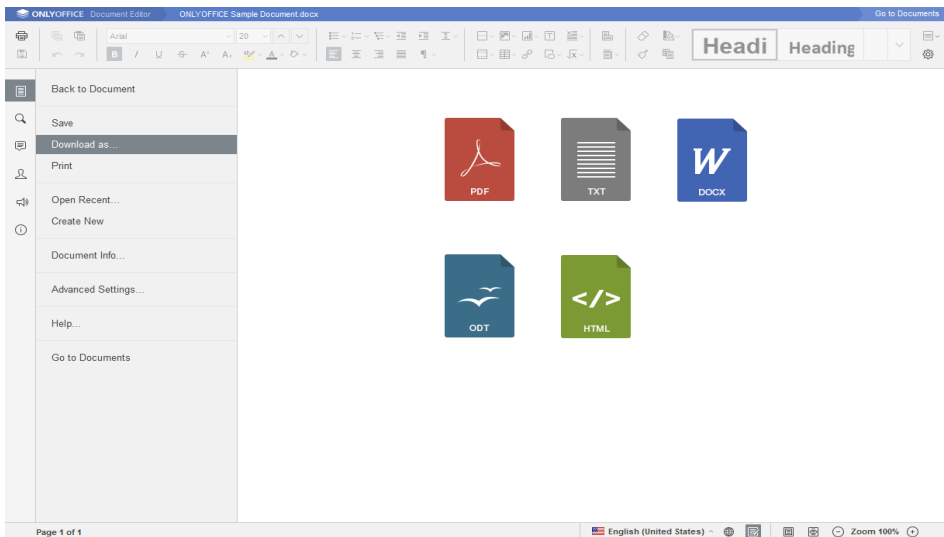 ONLYOFFICE Document Editor ONLYOFFICE Sample Document.docx Go to Documents
Arial 20 Headi Heading
B I U S A A
Back to Document
Save
Download as...
Print
Open Recent...
Create New
Document Info...
Advanced Settings...
Help...
Go to Documents
PDF TXT W DOCX
ODT </> HTML
Page 1 of 1 English (United States) Zoom 100%